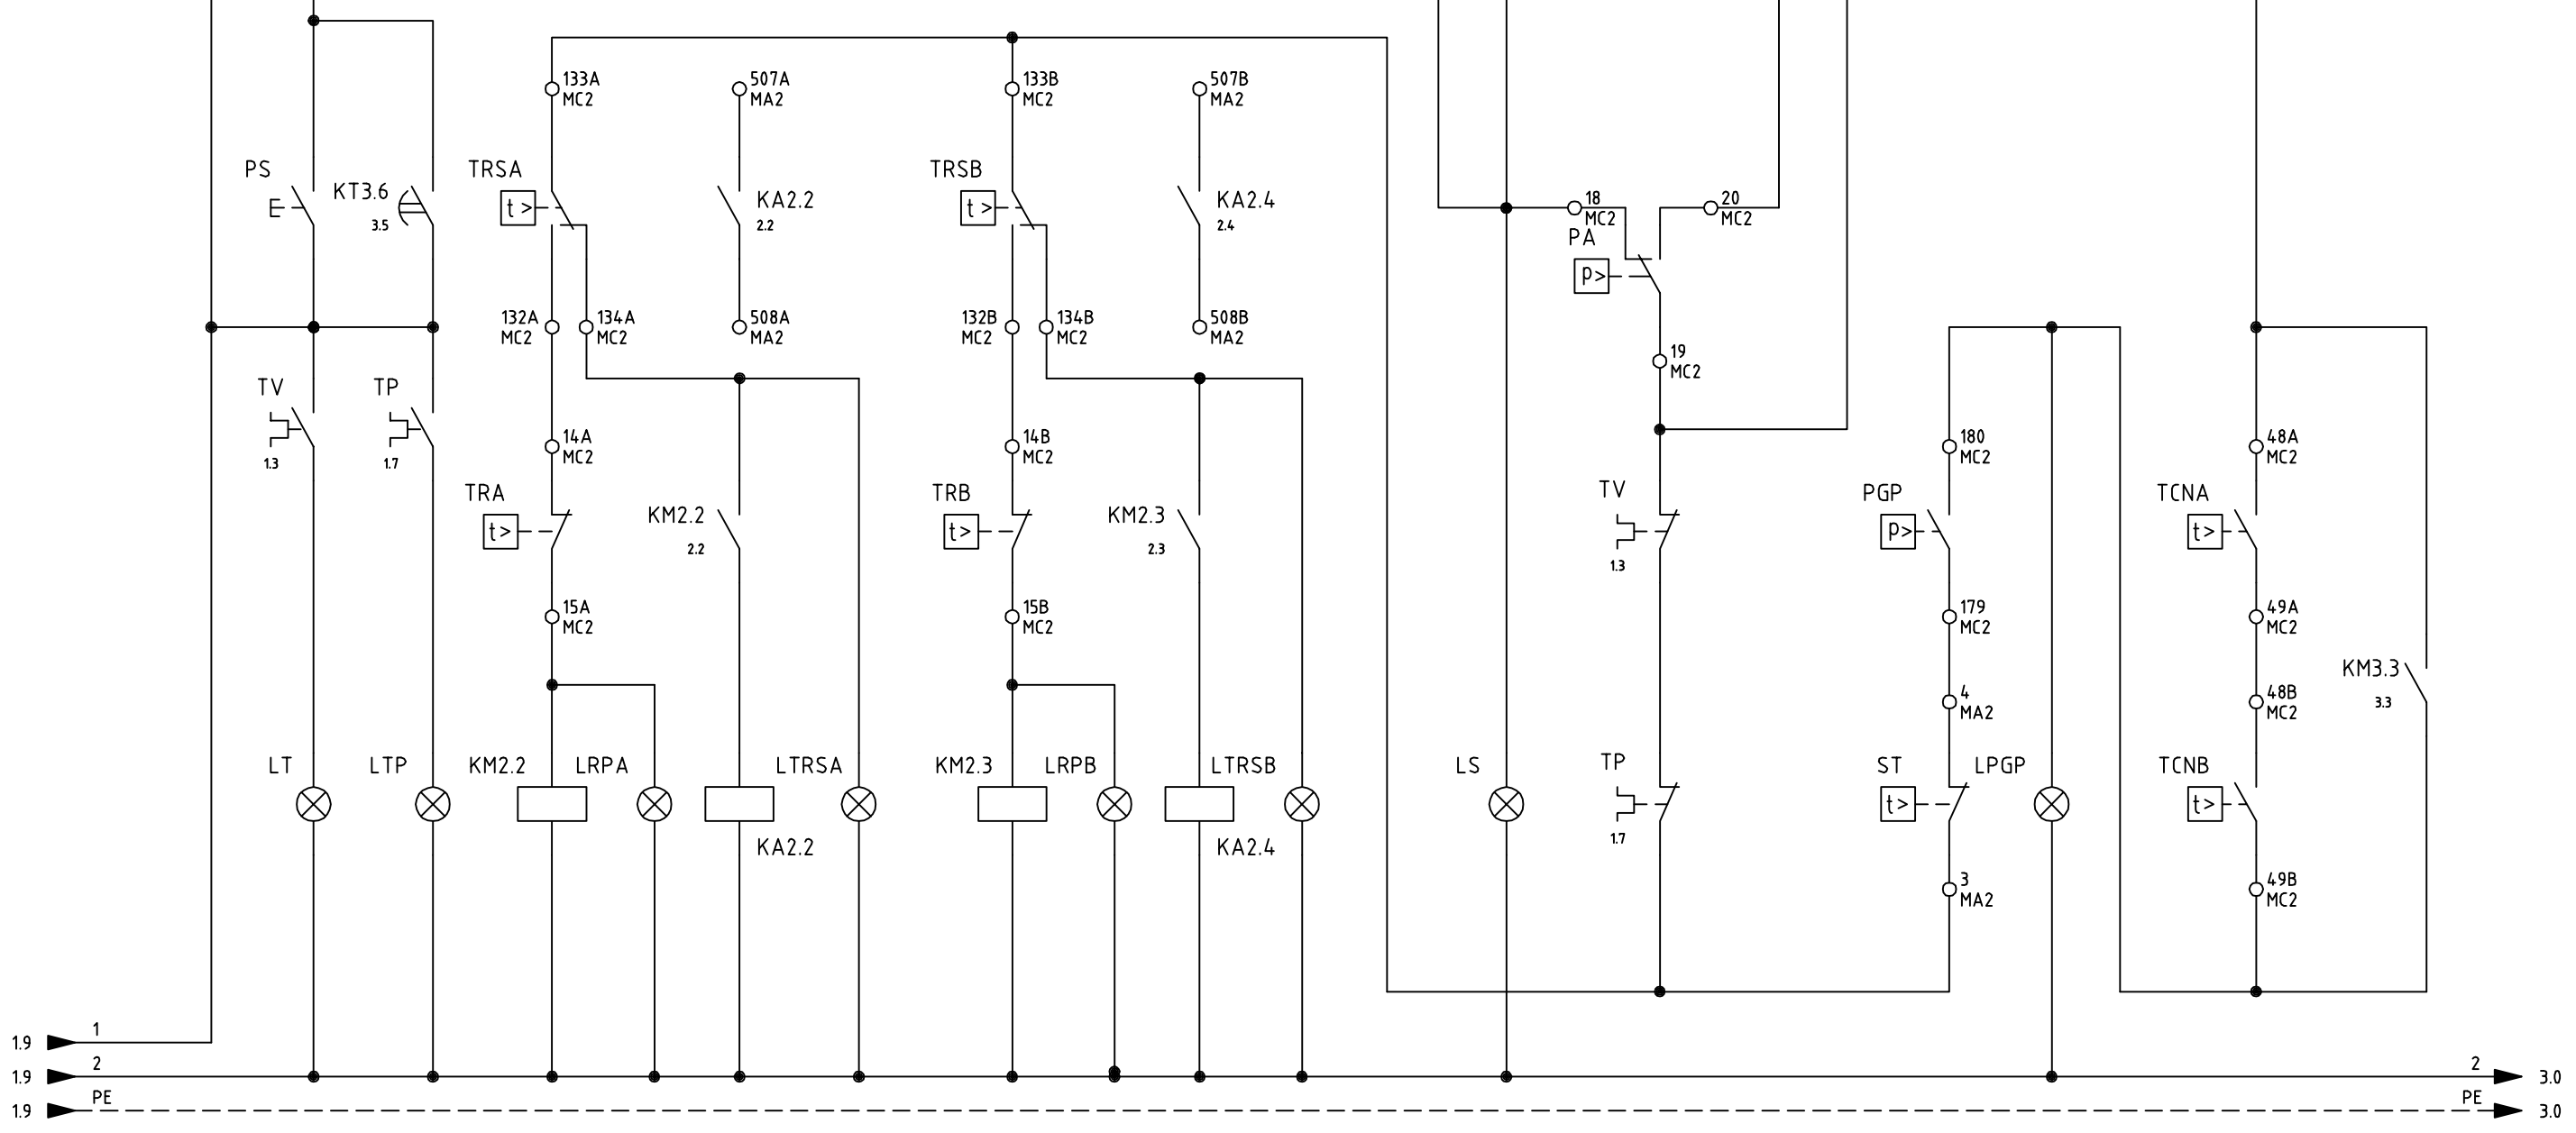 133A
MC2
507A
MA2
133B
MC2
507B
MA2
PS
KT3.6
3.5
TRSA
t >
KA2.2
2.2
TRSB
t >
KA2.4
2.4
18
MC2
20
MC2
PA
p>
132A
MC2
134A
MC2
508A
MA2
132B
MC2
134B
MC2
508B
MA2
19
MC2
TV
1.3
TP
1.7
14A
MC2
14B
MC2
180
MC2
48A
MC2
TRA
t>
KM2.2
2.2
TRB
t>
KM2.3
2.3
TV
1.3
PGP
p>
TCNA
t>
15A
MC2
15B
MC2
179
MC2
49A
MC2
4
MA2
48B
MC2
KM3.3
3.3
LT
LTP
KM2.2
LRPA
LTRSA
KM2.3
LRPB
LTRSB
LS
TP
1.7
ST
t>
LPGP
TCNB
t>
KA2.2
KA2.4
3
MA2
49B
MC2
1.9
1
1.9
2
2
3.0
1.9
PE
PE
3.0